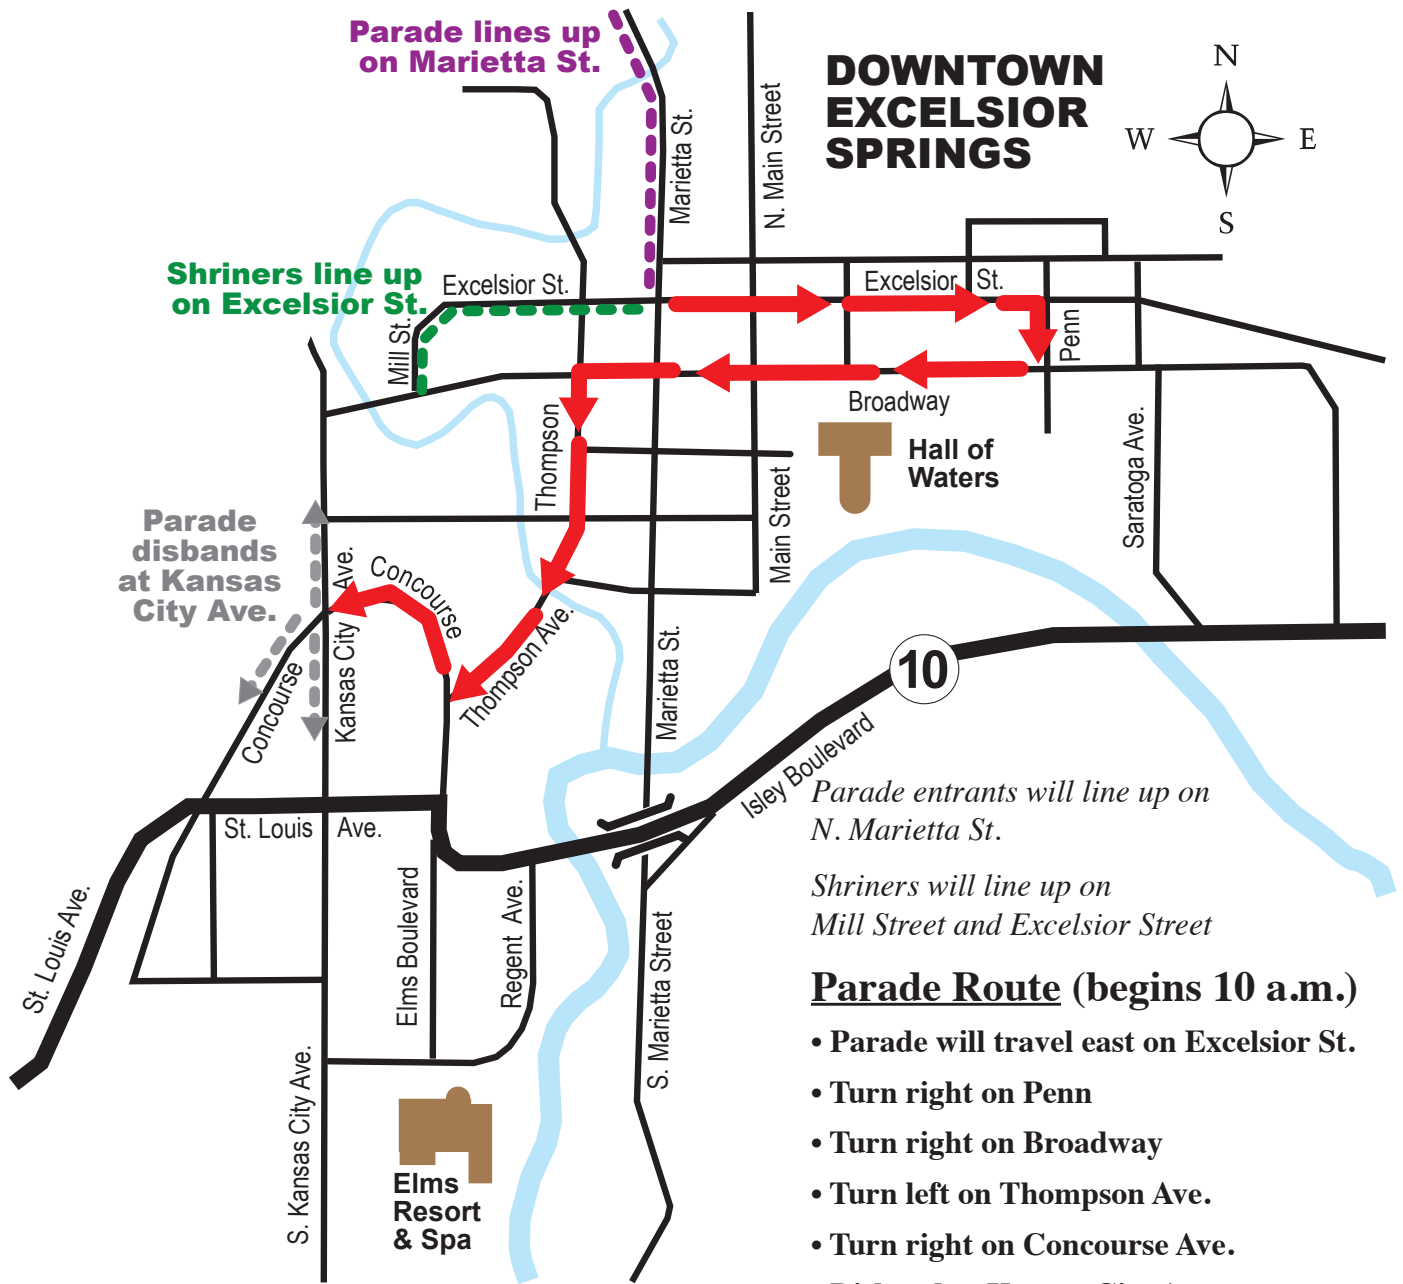 Parade lines up
on Marietta St.
DOWNTOWN
EXCELSIOR
SPRINGS
N
W
E
S
Marietta St.
N. Main Street
Shriners line up
on Excelsior St.
Excelsior St.
Excelsior St.
Mill St.
Penn
Broadway
Thompson
Hall of
Waters
Saratoga Ave.
Main Street
Parade
disbands
at Kansas
City Ave.
Concourse
Kansas City Ave.
Thompson Ave.
Concourse
Marietta St.
10
Isley Boulevard
St. Louis Ave.
St. Louis Ave.
Elms Boulevard
Regent Ave.
S. Marietta Street
S. Kansas City Ave.
Elms
Resort
& Spa
Parade entrants will line up on
N. Marietta St.
Shriners will line up on
Mill Street and Excelsior Street
Parade Route (begins 10 a.m.)
• Parade will travel east on Excelsior St.
• Turn right on Penn
• Turn right on Broadway
• Turn left on Thompson Ave.
• Turn right on Concourse Ave.